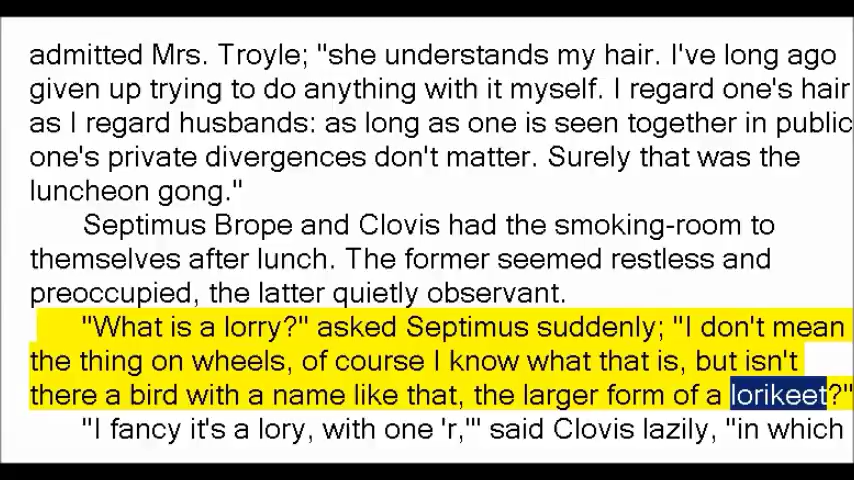 admitted Mrs. Troyle; "she understands my hair. I've long ago
given up trying to do anything with it myself. I regard one's hair
as I regard husbands: as long as one is seen together in public
one's private divergences don't matter. Surely that was the
luncheon gong."
Septimus Brope and Clovis had the smoking-room to
themselves after lunch. The former seemed restless and
preoccupied, the latter quietly observant.
"What is a lorry?" asked Septimus suddenly; "I don't mean
the thing on wheels, of course I know what that is, but isn't
there a bird with a name like that, the larger form of a lorikeet?"
"I fancy it's a lory, with one 'r,'" said Clovis lazily, "in which